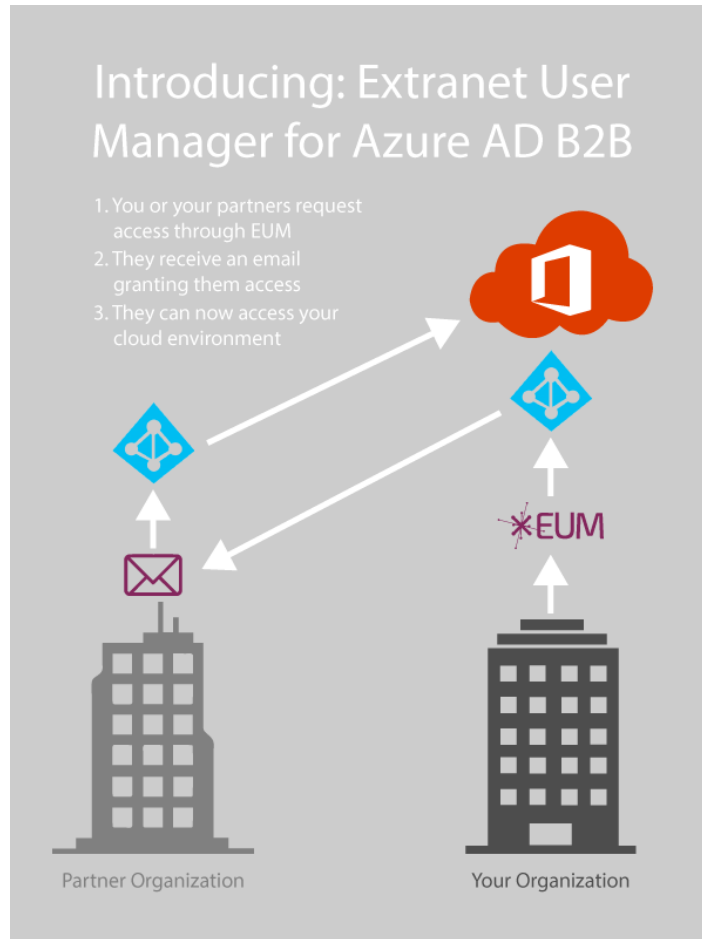 Introducing: Extranet User
Manager for Azure AD B2B
1. You or your partners request
access through EUM
2. They receive an email
granting them access
3. They can now access your
cloud environment
EUM
Partner Organization
Your Organization